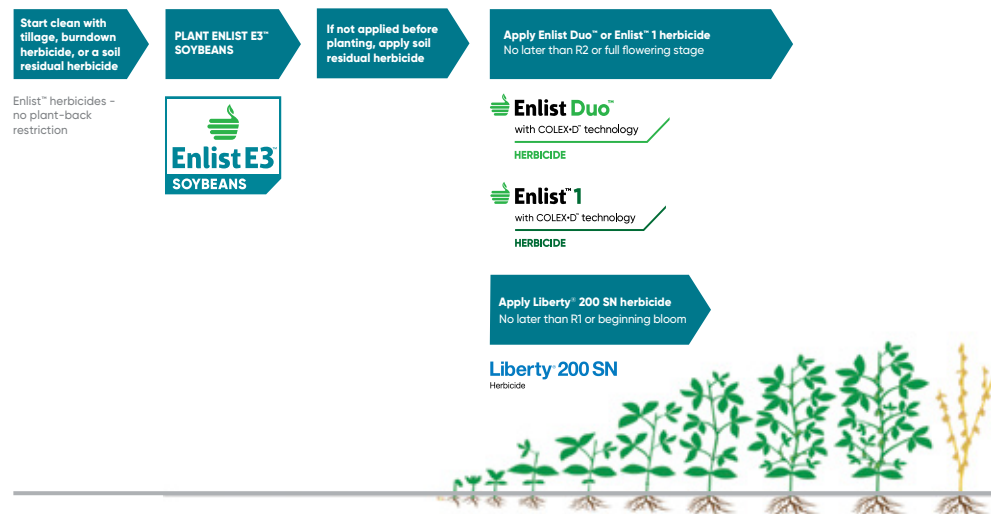 Start clean with
tillage, burndown
herbicide, or a soil
residual herbicide
Enlist™ herbicides -
no plant-back
restriction
PLANT ENLIST E3™
SOYBEANS
Enlist E3™
SOYBEANS
If not applied before
planting, apply soil
residual herbicide
Apply Enlist Duo™ or Enlist™ 1 herbicide
No later than R2 or full flowering stage
Enlist Duo™
with COLEX•D™ technology
HERBICIDE
Enlist™ 1
with COLEX•D™ technology
HERBICIDE
Apply Liberty® 200 SN herbicide
No later than R1 or beginning bloom
Liberty® 200 SN
Herbicide